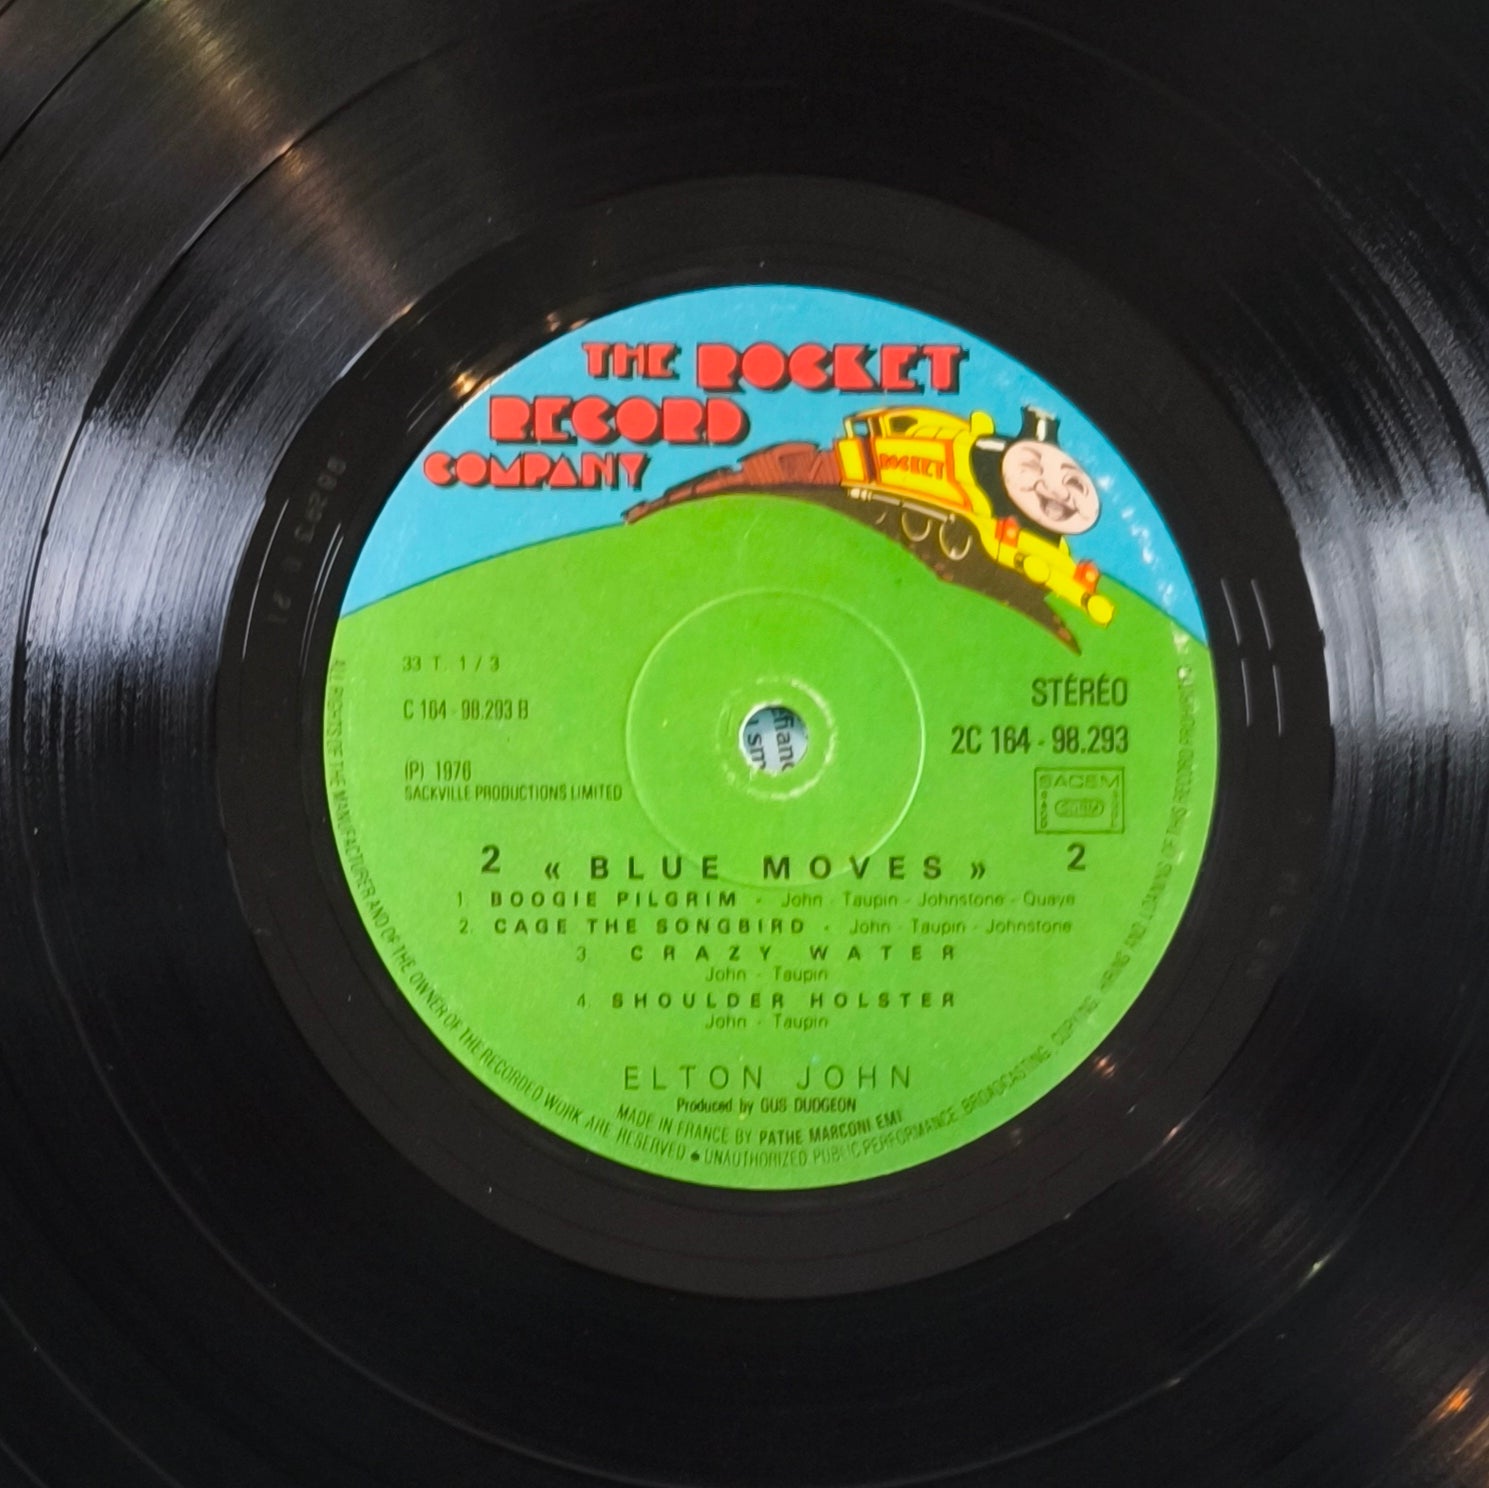 THE ROCKET
RECORD
COMPANY
ROCKET
33 T. 1 / 3
C 164 - 98.293 B
(P) 1976
SACKVILLE PRODUCTIONS LIMITED
STÉRÉO
2C 164 - 98.293
SACEM
2 « BLUE MOVES » 2
1. BOOGIE PILGRIM - John - Taupin - Johnstone - Quaye
2. CAGE THE SONGBIRD - John - Taupin - Johnstone
3. CRAZY WATER
John - Taupin
4. SHOULDER HOLSTER
John - Taupin
ELTON JOHN
Produced by GUS DUDGEON
MADE IN FRANCE BY PATHE MARCONI EMI
ALL RIGHTS OF THE MANUFACTURER AND OF THE OWNER OF THE RECORDED WORK ARE RESERVED ● UNAUTHORIZED PUBLIC PERFORMANCE, BROADCASTING, COPYING, HIRING AND LOANING OF THIS RECORD PROHIBITED